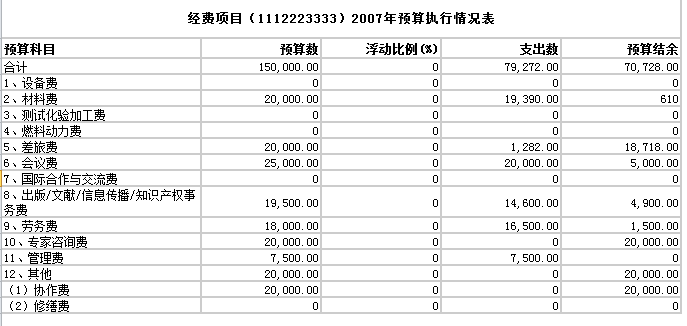 经费项目（1112223333）2007年预算执行情况表
预算科目 预算数 浮动比例(%) 支出数 预算结余
合计 150,000.00 0 79,272.00 70,728.00
1、设备费 0 0 0 0
2、材料费 20,000.00 0 19,390.00 610
3、测试化验加工费 0 0 0 0
4、燃料动力费 0 0 0 0
5、差旅费 20,000.00 0 1,282.00 18,718.00
6、会议费 25,000.00 0 20,000.00 5,000.00
7、国际合作与交流费 0 0 0 0
8、出版/文献/信息传播/知识产权事
务费 19,500.00 0 14,600.00 4,900.00
9、劳务费 18,000.00 0 16,500.00 1,500.00
10、专家咨询费 20,000.00 0 0 20,000.00
11、管理费 7,500.00 0 7,500.00 0
12、其他 20,000.00 0 0 20,000.00
（1）协作费 20,000.00 0 0 20,000.00
（2）修缮费 0 0 0 0